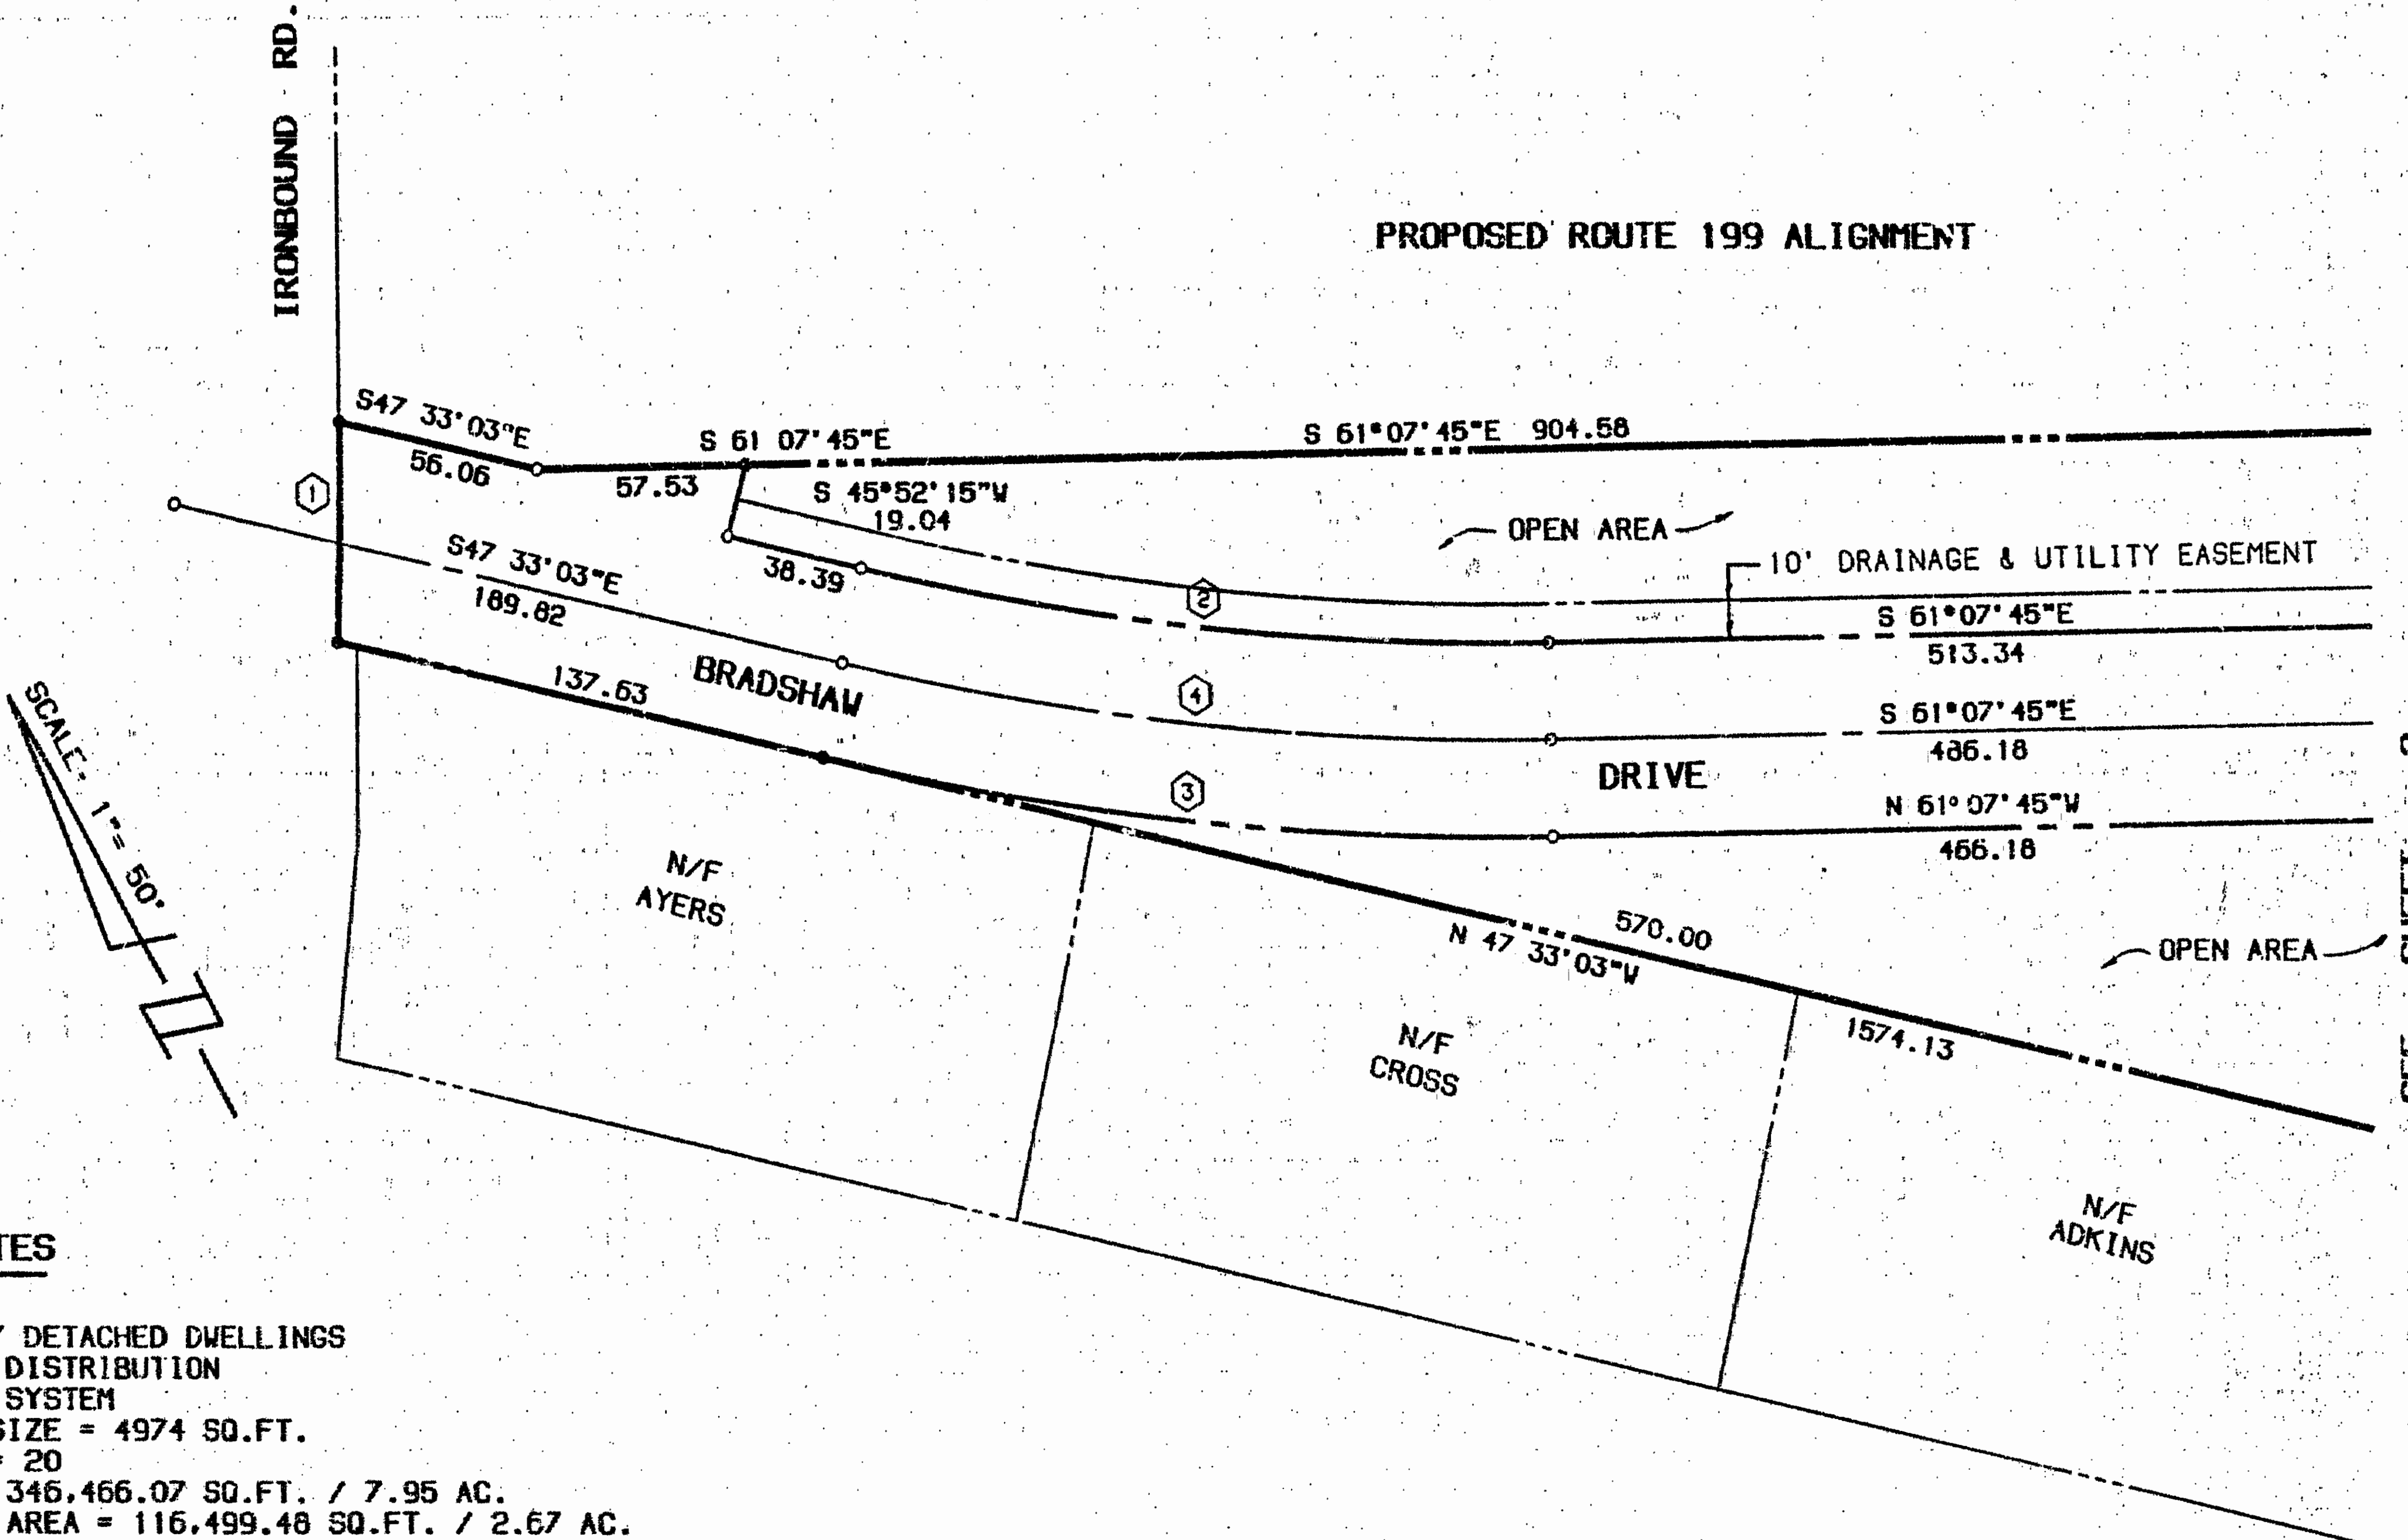 IRONBOUND RD.
PROPOSED ROUTE 199 ALIGNMENT
S47 33'03"E
56.06
S 61 07'45"E
57.53
S 61°07'45"E 904.58
1
S 45°52'15"W
19.04
OPEN AREA
10' DRAINAGE & UTILITY EASEMENT
38.39
2
S 61°07'45"E
513.34
S47 33'03"E
189.82
BRADSHAW
4
S 61°07'45"E
486.18
137.63
DRIVE
3
N 61°07'45"W
466.18
SCALE: 1"= 50'
N/F
AYERS
570.00
N 47 33'03"W
OPEN AREA
1574.13
N/F
CROSS
N/F
ADKINS
DETACHED DWELLINGS
DISTRIBUTION
SYSTEM
SIZE = 4974 SQ.FT.
= 20
346,466.07 SQ.FT. / 7.95 AC.
AREA = 116,499.48 SQ.FT. / 2.67 AC.